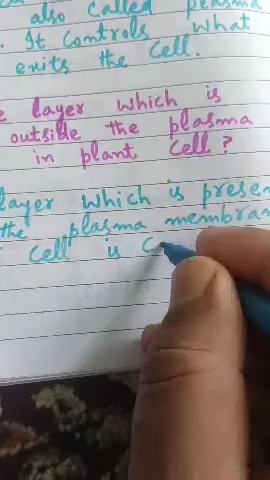 also called plasma
. It controls what
exits the cell.
e layer which is
outside the plasma
in plant cell?
layer which is presen
the plasma membran
cell is c